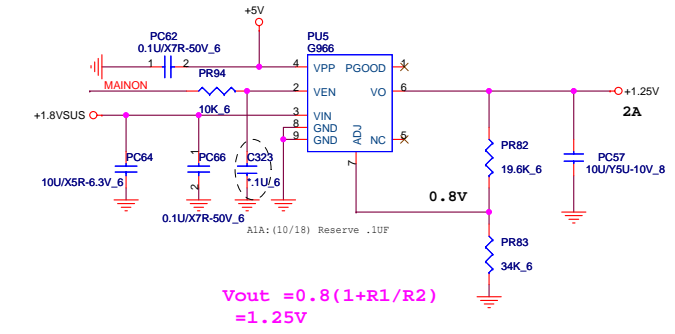 +5V
PC62
0.1U/X7R-50V_6
1
2
PU5
G966
4
VPP
PGOOD
1
MAINON
PR94
10K_6
2
VEN
VO
6
+1.25V
2A
+1.8VSUS
3
VIN
8
GND
9
GND
ADJ
NC
5
7
PC64
10U/X5R-6.3V_6
1
PC66
2
0.1U/X7R-50V_6
C323
*.1U_6
A1A:(10/18) Reserve .1UF
PR82
19.6K_6
PC57
10U/Y5U-10V_8
0.8V
PR83
34K_6
Vout =0.8(1+R1/R2)
=1.25V